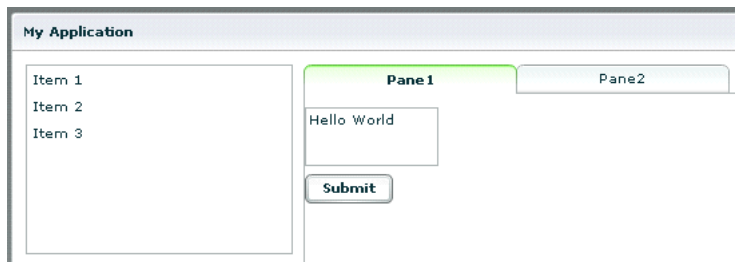 My Application
Item 1
Item 2
Item 3
Pane1
Pane2
Hello World
Submit